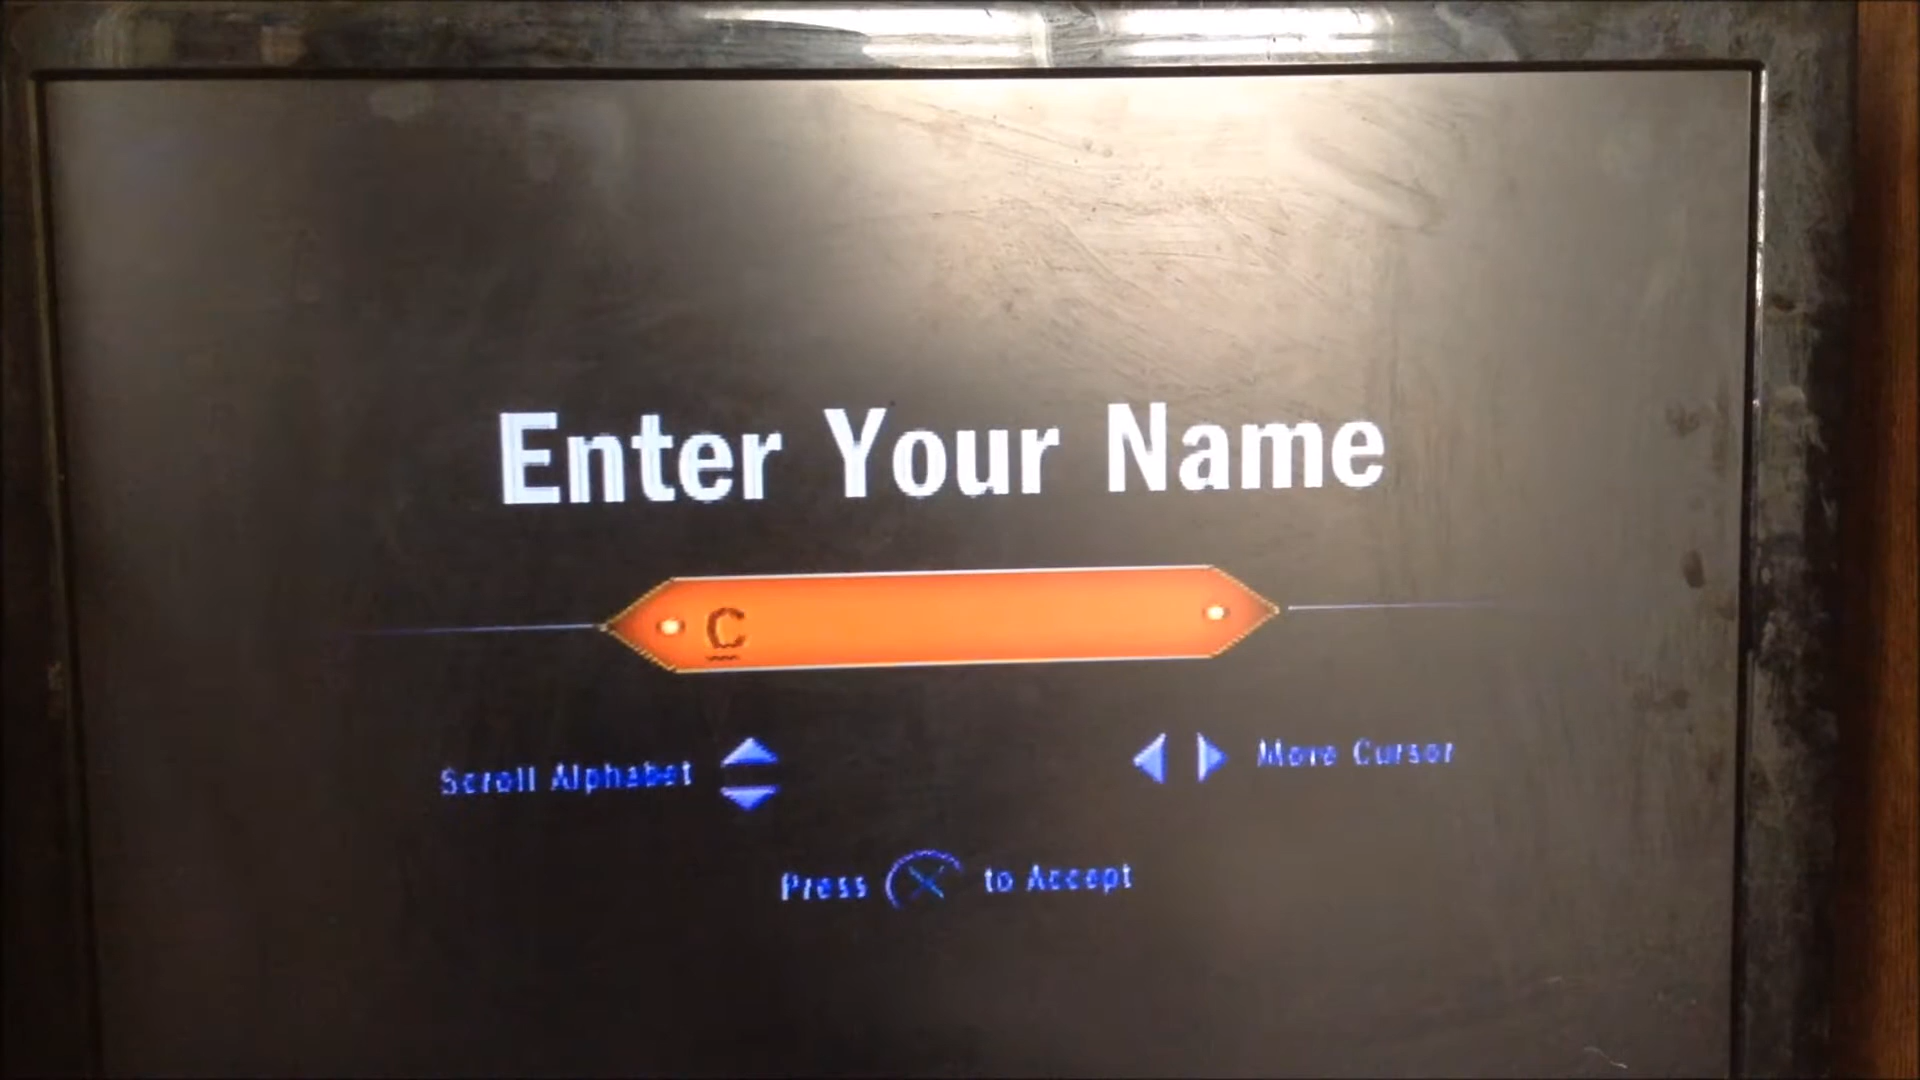 Enter Your Name
C
Scroll Alphabet
Move Cursor
Press X to Accept